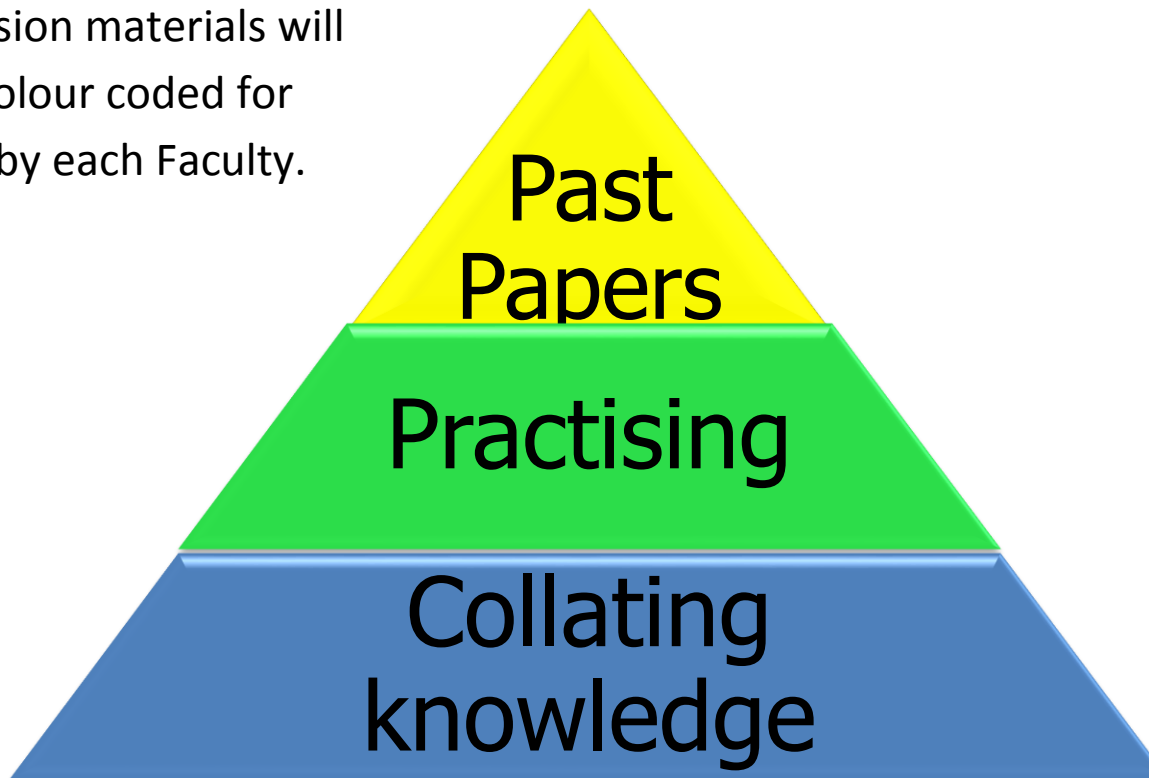 sion materials will
olour coded for
by each Faculty.
Past
Papers
Practising
Collating
knowledge